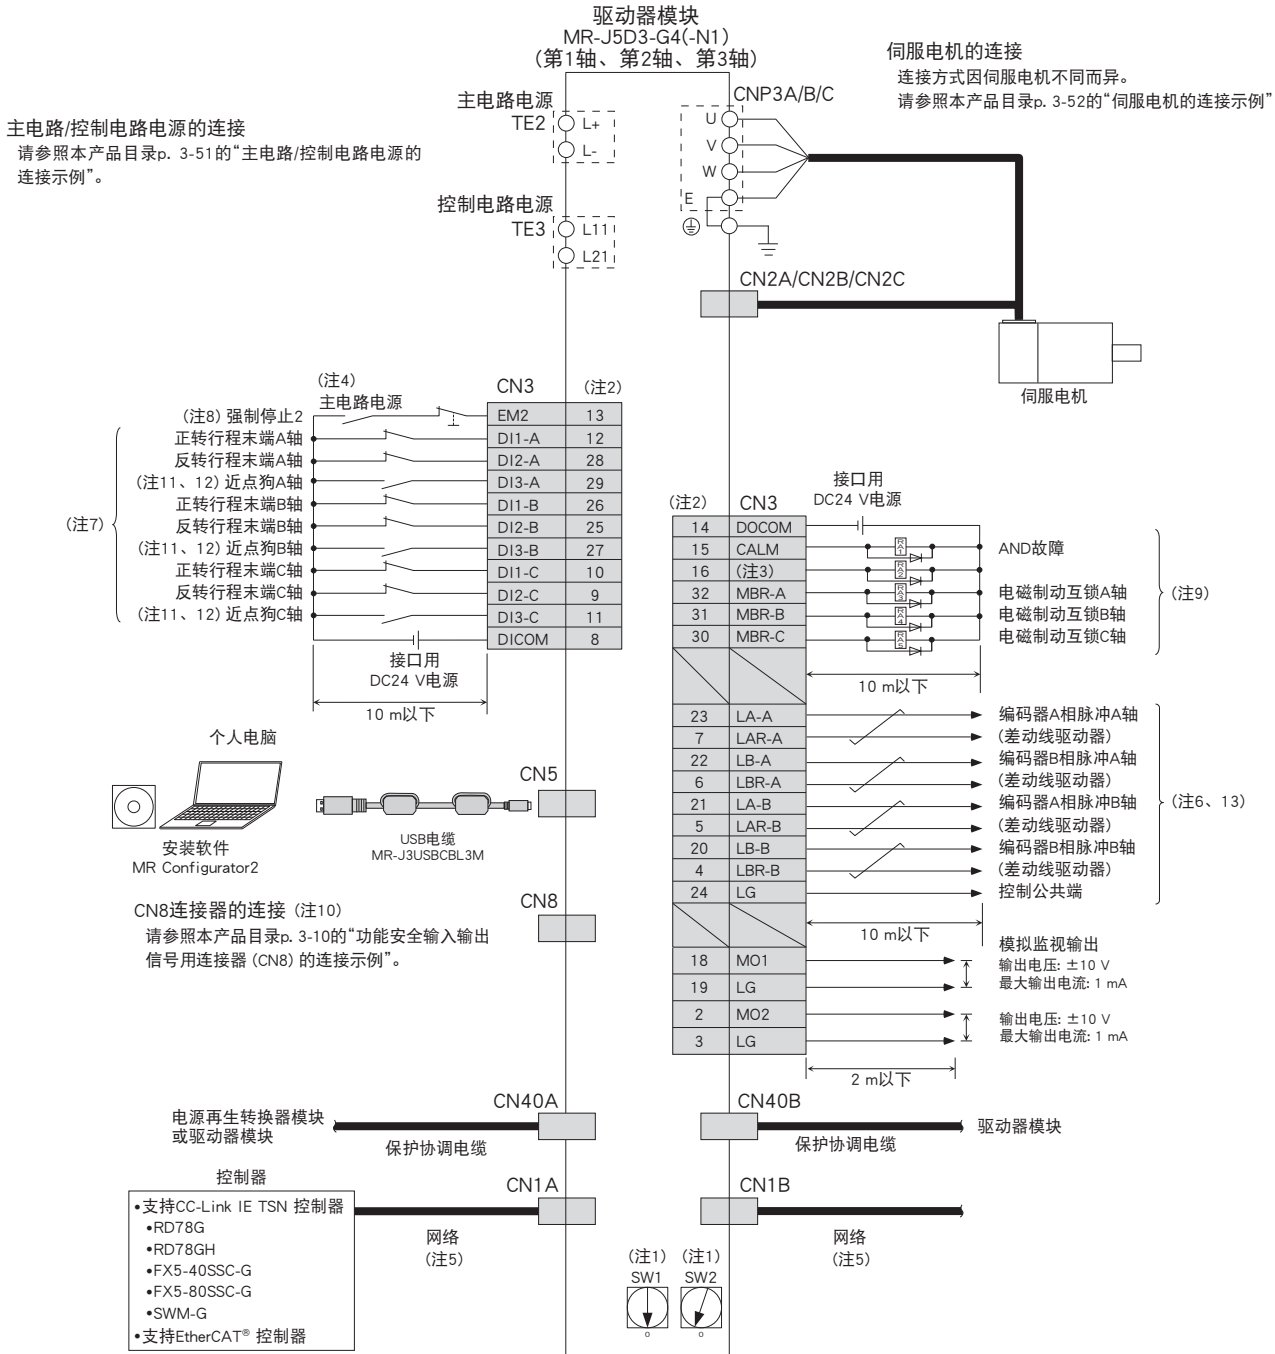 驱动器模块
MR-J5D3-G4(-N1)
(第1轴、第2轴、第3轴)
伺服电机的连接
连接方式因伺服电机不同而异。
请参照本产品目录p. 3-52的“伺服电机的连接示例”
主电路/控制电路电源的连接
请参照本产品目录p. 3-51的“主电路/控制电路电源的
连接示例”。
主电路电源
TE2
L+
L-
控制电路电源
TE3
L11
L21
CNP3A/B/C
U
V
W
E
CN2A/CN2B/CN2C
伺服电机
(注4)
主电路电源
CN3
(注2)
(注8) 强制停止2 EM2 13
正转行程末端A轴 DI1-A 12
反转行程末端A轴 DI2-A 28
(注11、12) 近点狗A轴 DI3-A 29
正转行程末端B轴 DI1-B 26
反转行程末端B轴 DI2-B 25
(注11、12) 近点狗B轴 DI3-B 27
正转行程末端C轴 DI1-C 10
反转行程末端C轴 DI2-C 9
(注11、12) 近点狗C轴 DI3-C 11
DICOM 8
(注7)
接口用
DC24 V电源
10 m以下
(注2)
CN3
接口用
DC24 V电源
14 DOCOM
15 CALM RA1 AND故障
16 (注3) RA2
32 MBR-A RA3 电磁制动互锁A轴
31 MBR-B RA4 电磁制动互锁B轴
30 MBR-C RA5 电磁制动互锁C轴
(注9)
10 m以下
23 LA-A 编码器A相脉冲A轴
7 LAR-A (差动线驱动器)
22 LB-A 编码器B相脉冲A轴
6 LBR-A (差动线驱动器)
21 LA-B 编码器A相脉冲B轴
5 LAR-B (差动线驱动器)
20 LB-B 编码器B相脉冲B轴
4 LBR-B (差动线驱动器)
24 LG 控制公共端
(注6、13)
10 m以下
模拟监视输出
18 MO1 输出电压: ±10 V
19 LG 最大输出电流: 1 mA
2 MO2 输出电压: ±10 V
3 LG 最大输出电流: 1 mA
2 m以下
个人电脑
安装软件
MR Configurator2
USB电缆
MR-J3USBCBL3M
CN5
CN8连接器的连接 (注10)
请参照本产品目录p. 3-10的“功能安全输入输出
信号用连接器 (CN8) 的连接示例”。
CN8
电源再生转换器模块
或驱动器模块
保护协调电缆
CN40A
CN40B
保护协调电缆
驱动器模块
控制器
•支持CC-Link IE TSN 控制器
•RD78G
•RD78GH
•FX5-40SSC-G
•FX5-80SSC-G
•SWM-G
•支持EtherCAT® 控制器
CN1A
网络
(注5)
CN1B
网络
(注5)
(注1)
SW1
0
(注1)
SW2
0